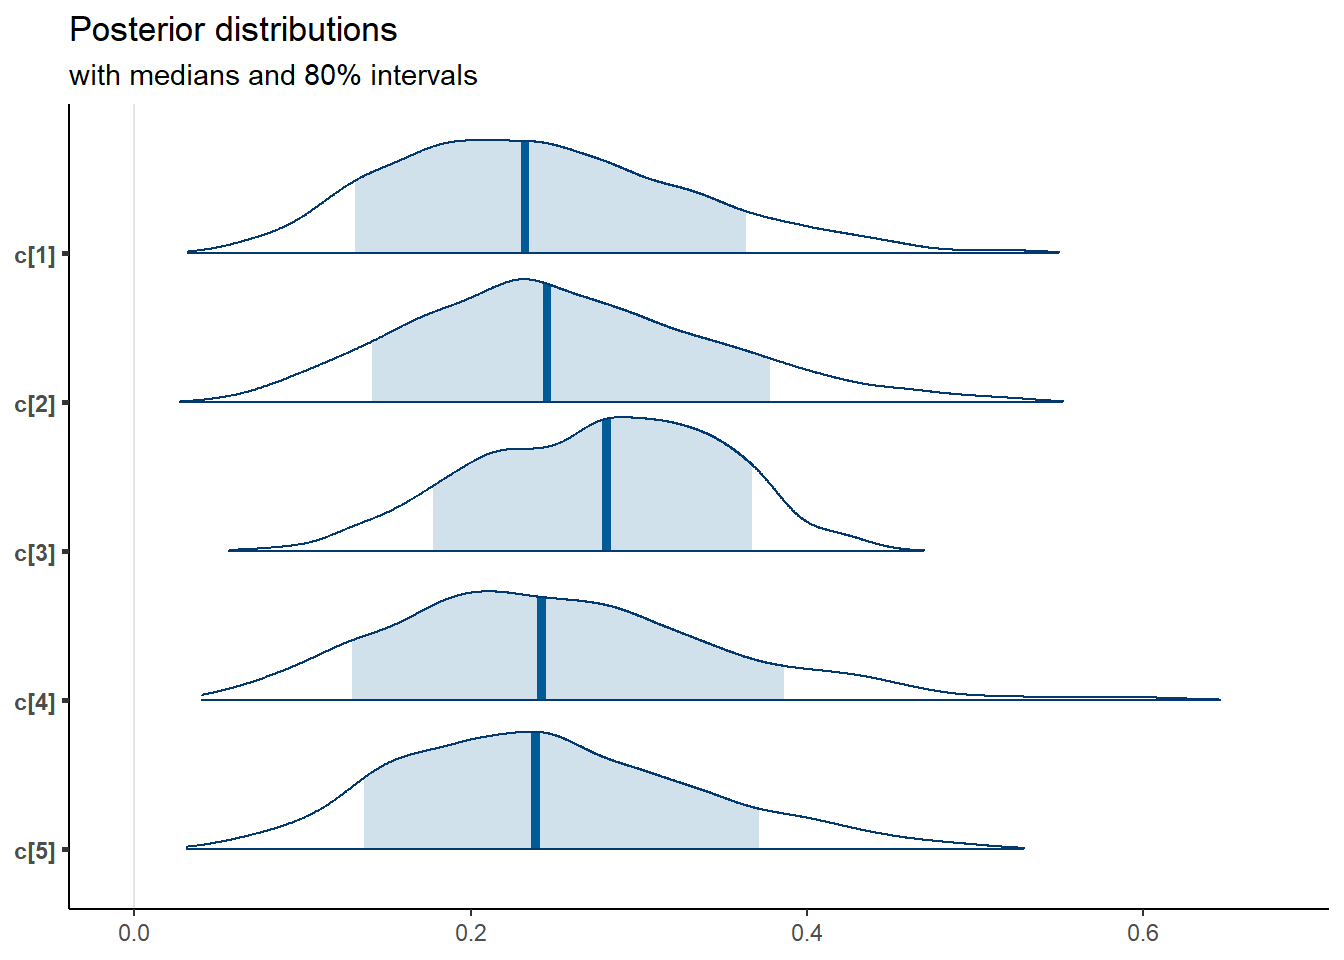 Posterior distributions
with medians and 80% intervals
c[1]
c[2]
c[3]
c[4]
c[5]
0.0 0.2 0.4 0.6